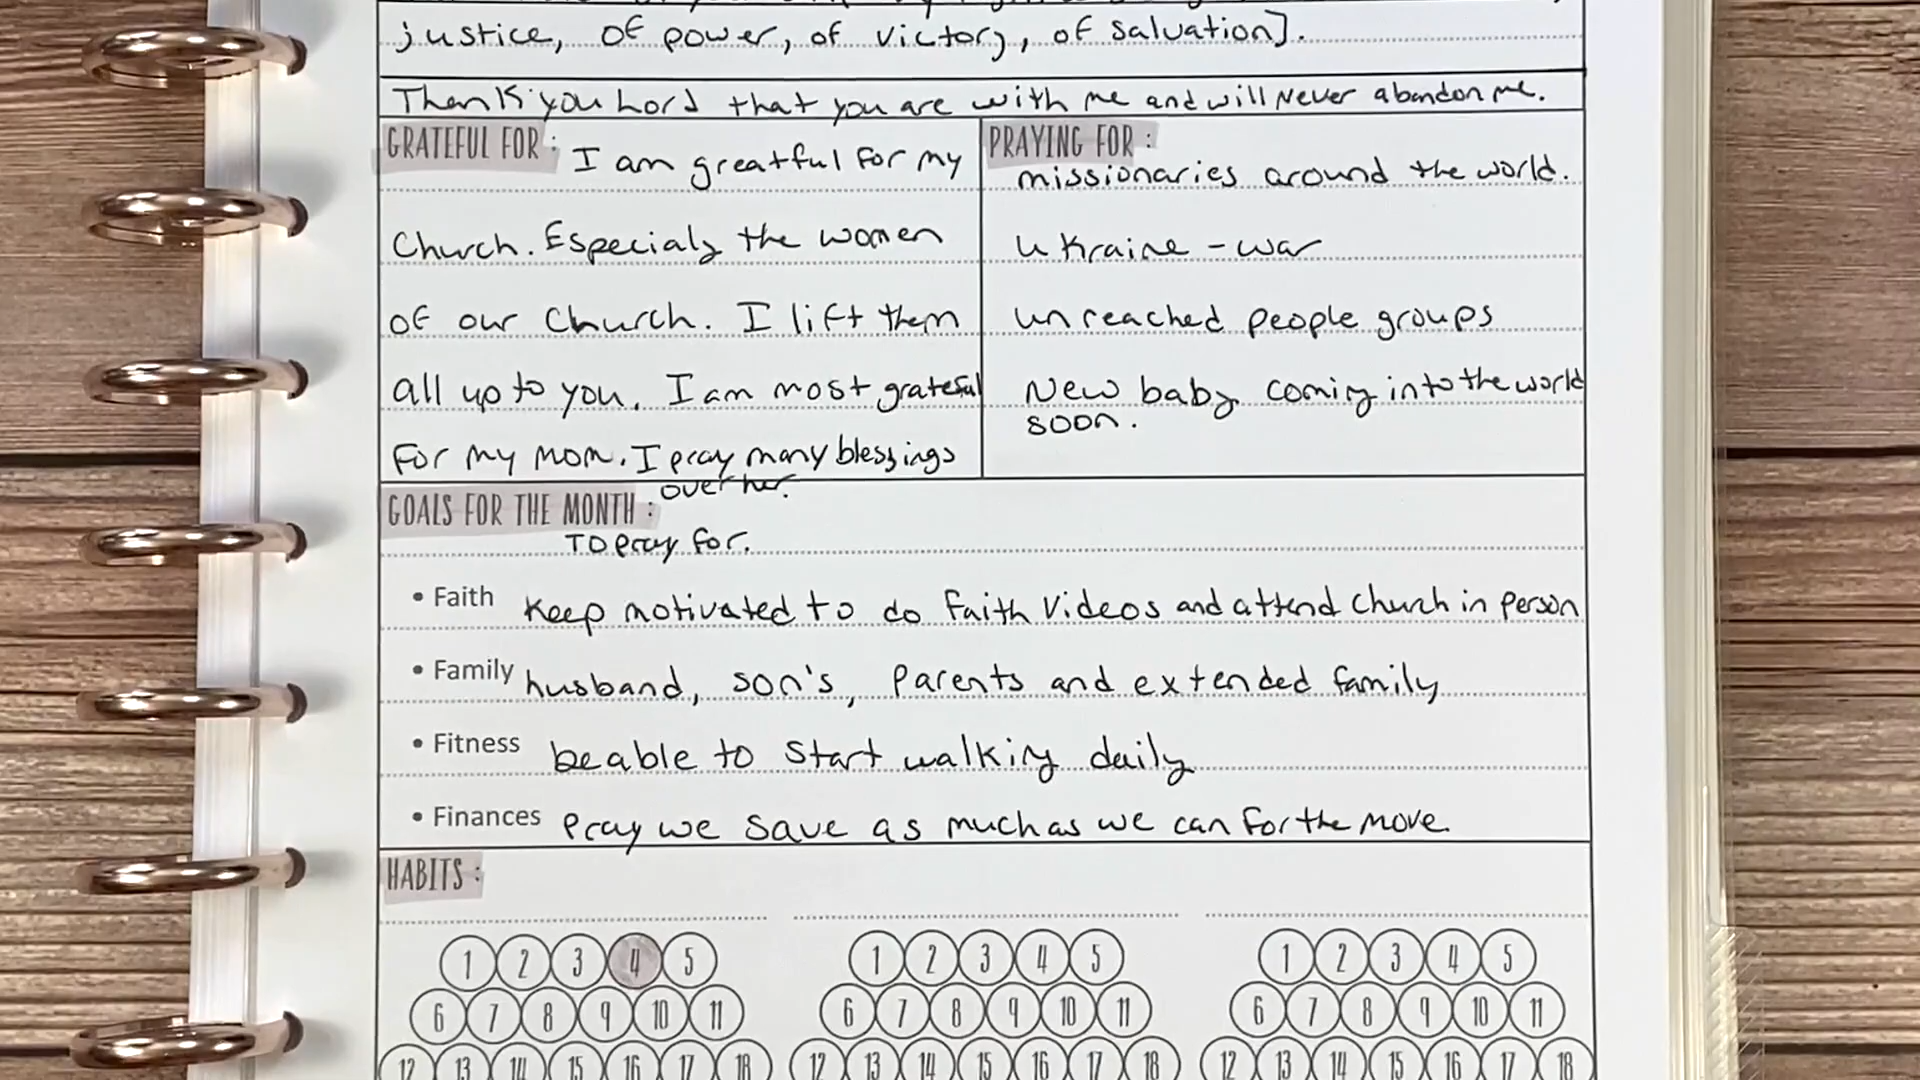 justice, of power, of victory, of salvation].
Thank you Lord that you are with me and will Never abandon me.
GRATEFUL FOR : I am greatful for my
Church. Especialy the women
of our Church. I lift them
all up to you. I am most grateful
for my mom. I pray many blessings
over her.
PRAYING FOR :
missionaries around the world.
Ukraine - war
unreached people groups
New baby coming into the world
soon.
GOALS FOR THE MONTH :
To pray for.
• Faith Keep motivated to do faith videos and attend church in person
• Family husband, son's, parents and extended family
• Fitness be able to start walking daily
• Finances pray we save as much as we can for the move.
HABITS :
1 2 3 4 5
6 7 8 9 10 11
12 13 14 15 16 17 18
1 2 3 4 5
6 7 8 9 10 11
12 13 14 15 16 17 18
1 2 3 4 5
6 7 8 9 10 11
12 13 14 15 16 17 18